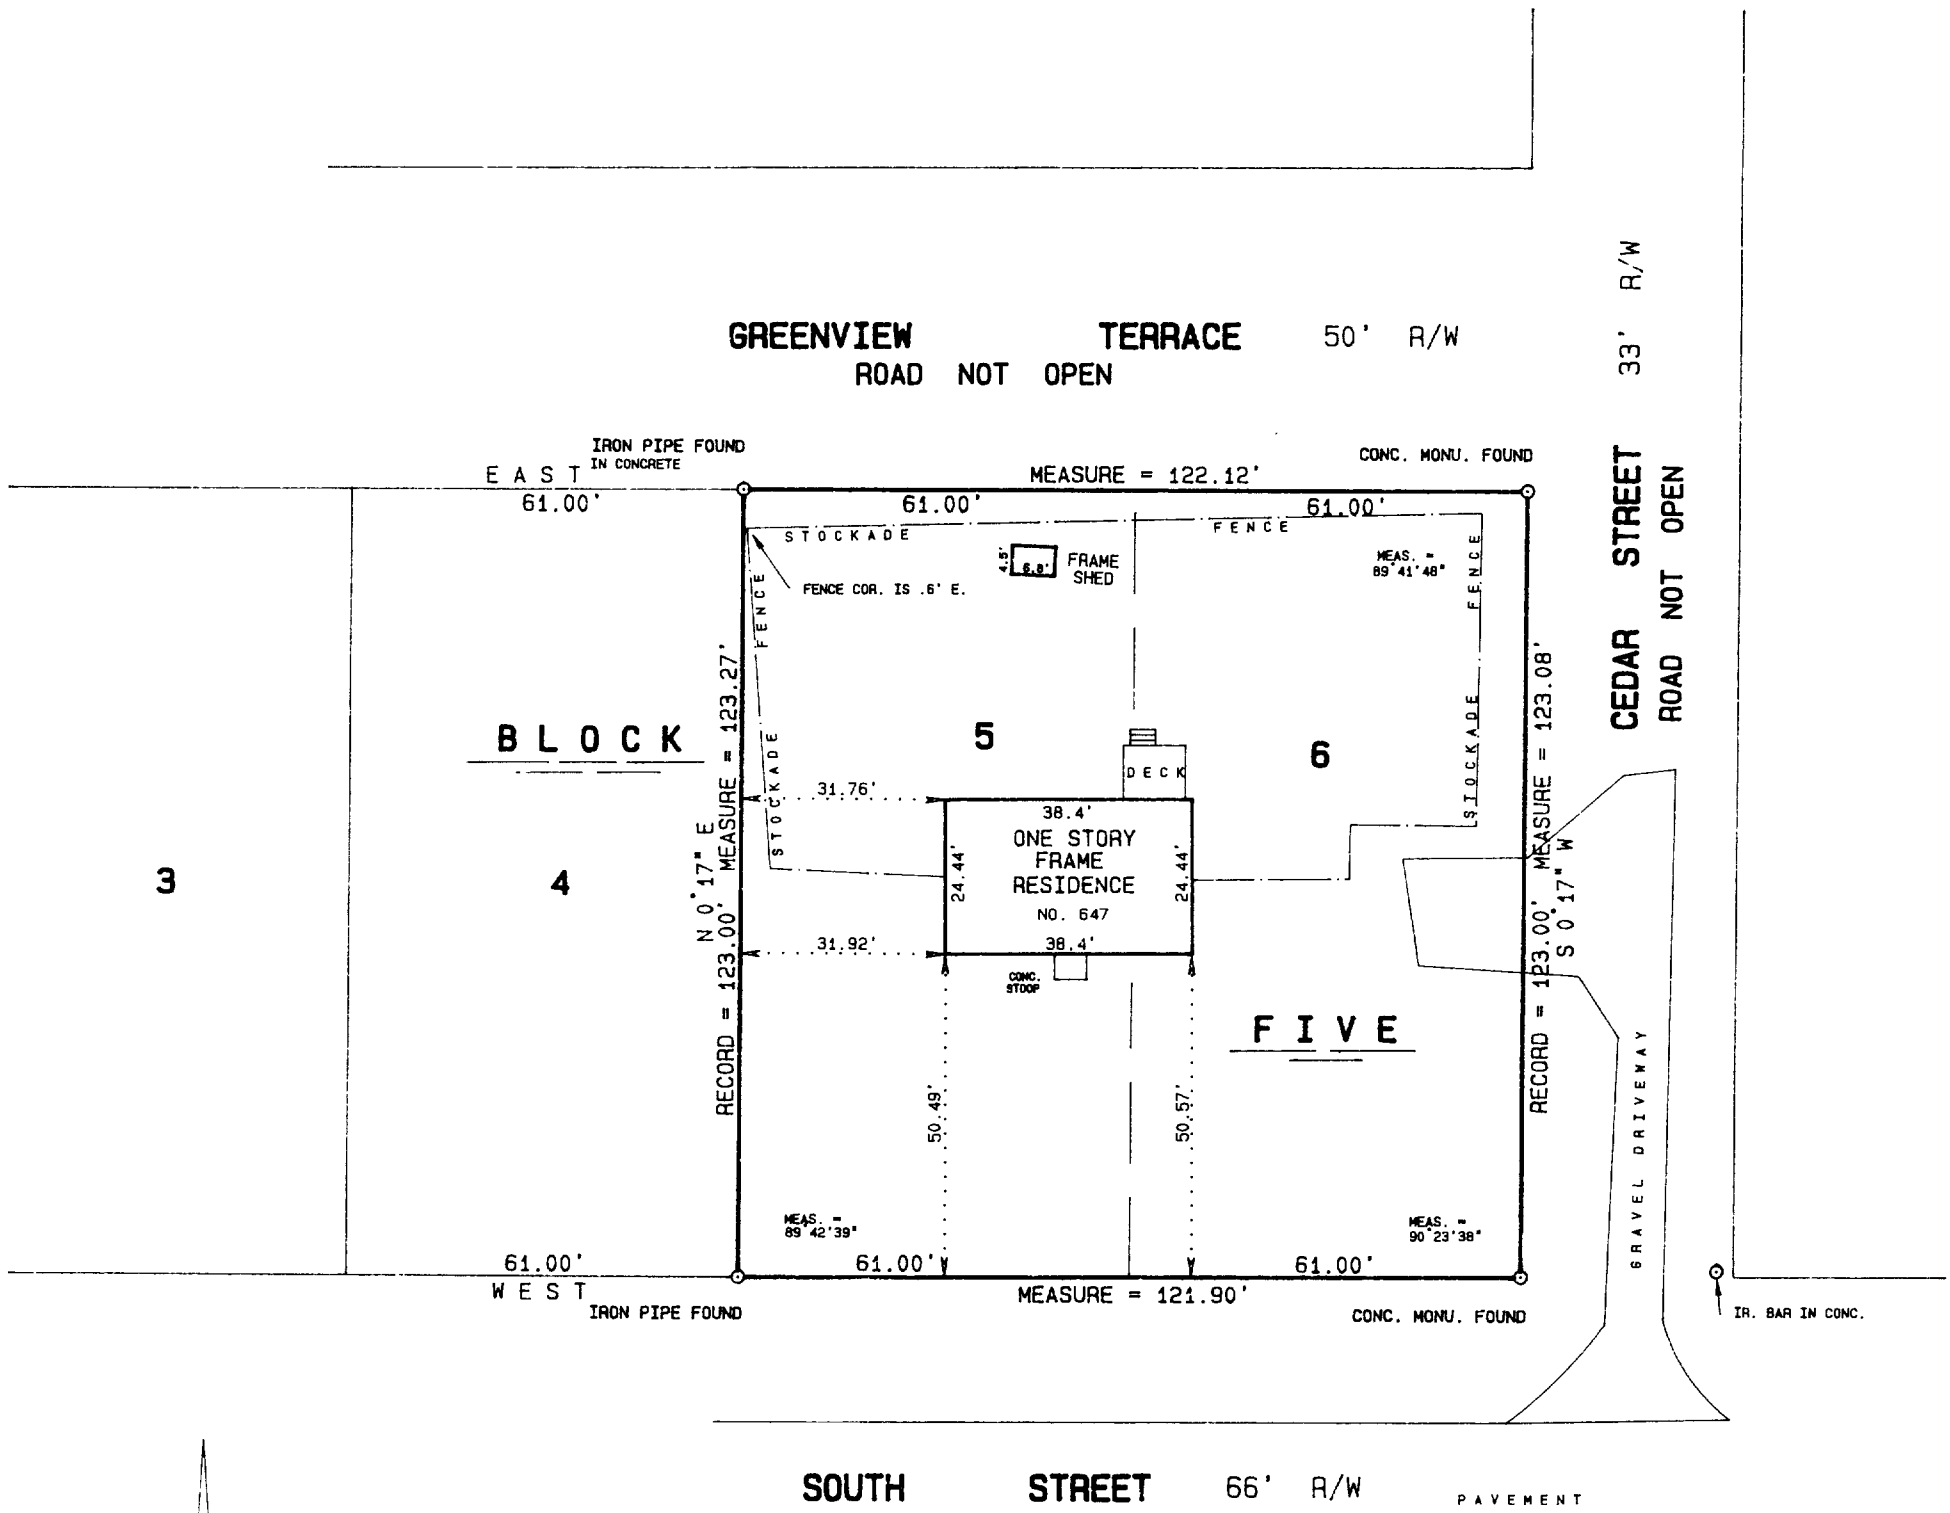 33' R/W
CEDAR STREET
ROAD NOT OPEN
GREENVIEW TERRACE 50' R/W
ROAD NOT OPEN
IRON PIPE FOUND
IN CONCRETE
EAST
61.00'
MEASURE = 122.12'
CONC. MONU. FOUND
61.00'
61.00'
STOCKADE
FENCE
4.5'
6.8'
FRAME
SHED
MEAS. =
89°41'48"
FENCE COR. IS .6' E.
FENCE
STOCKADE
FENCE
STOCKADE
BLOCK
5
6
DECK
31.76'
38.4'
ONE STORY
FRAME
RESIDENCE
NO. 647
24.44'
24.44'
38.4'
31.92'
3
4
N 0°17" E
RECORD = 123.00' MEASURE = 123.27'
RECORD = 123.00' MEASURE = 123.08'
S 0°17" W
CONC.
STOOP
FIVE
50.49'
50.57'
GRAVEL DRIVEWAY
MEAS. =
89°42'39"
MEAS. =
90°23'38"
61.00'
61.00'
61.00'
WEST
MEASURE = 121.90'
IRON PIPE FOUND
CONC. MONU. FOUND
IR. BAR IN CONC.
SOUTH STREET 66' R/W
PAVEMENT